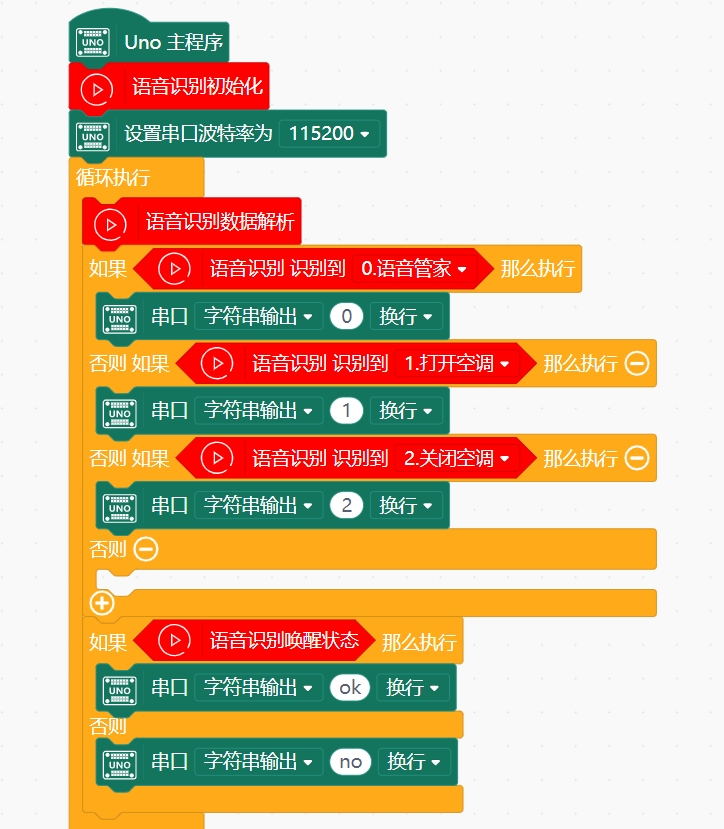 UNO Uno 主程序
语音识别初始化
UNO 设置串口波特率为 115200
循环执行
语音识别数据解析
如果 语音识别 识别到 0.语音管家 那么执行
UNO 串口 字符串输出 0 换行
否则 如果 语音识别 识别到 1.打开空调 那么执行
UNO 串口 字符串输出 1 换行
否则 如果 语音识别 识别到 2.关闭空调 那么执行
UNO 串口 字符串输出 2 换行
否则
如果 语音识别唤醒状态 那么执行
UNO 串口 字符串输出 ok 换行
否则
UNO 串口 字符串输出 no 换行